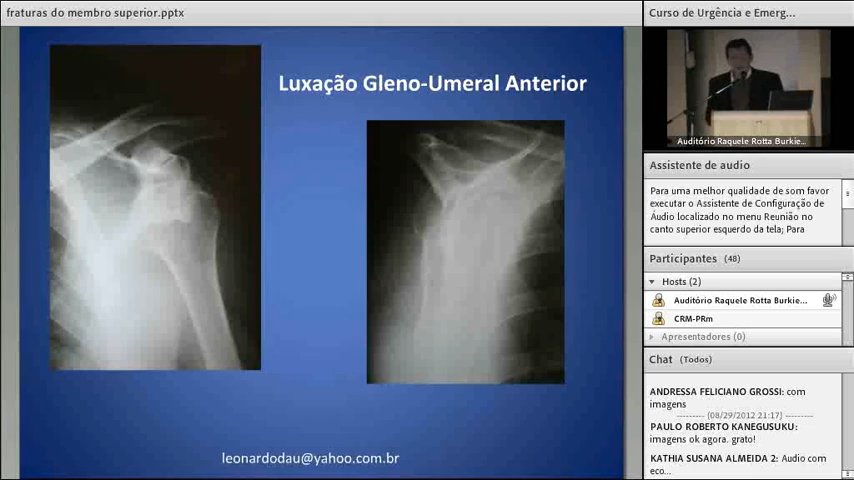 fraturas do membro superior.pptx
Luxação Gleno-Umeral Anterior
leonardodau@yahoo.com.br
Curso de Urgência e Emerg...
Auditório Raquele Rotta Burkie...
Assistente de audio
Para uma melhor qualidade de som favor
executar o Assistente de Configuração de
Áudio localizado no menu Reunião no
canto superior esquerdo da tela; Para
Participantes (48)
Hosts (2)
Auditório Raquele Rotta Burkie...
CRM-PRm
Apresentadores (0)
Chat (Todos)
ANDRESSA FELICIANO GROSSI: com
imagens
--------- (08/29/2012 21:17) ---------
PAULO ROBERTO KANEGUSUKU:
imagens ok agora. grato!
KATHIA SUSANA ALMEIDA 2: Audio com
eco...